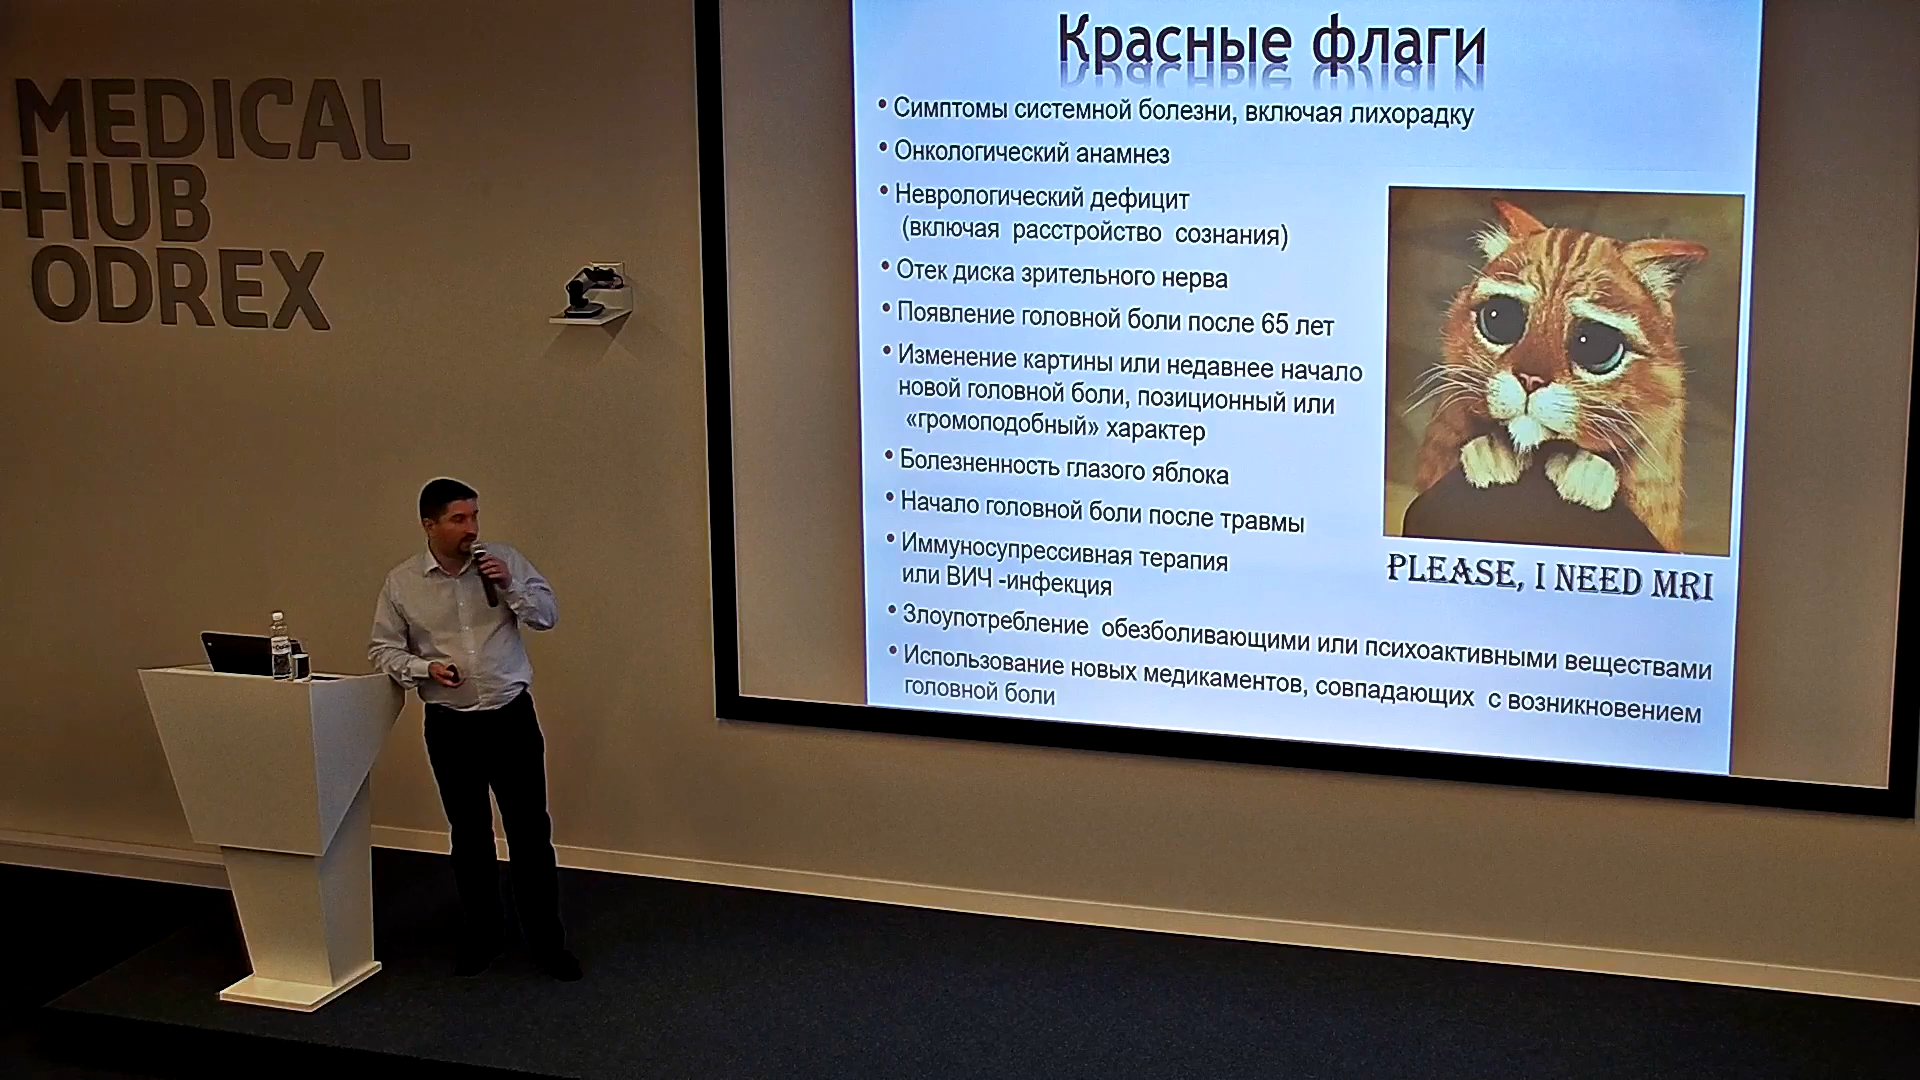 MEDICAL
HUB
ODREX
Красные флаги
• Симптомы системной болезни, включая лихорадку
• Онкологический анамнез
• Неврологический дефицит
(включая расстройство сознания)
• Отек диска зрительного нерва
• Появление головной боли после 65 лет
• Изменение картины или недавнее начало
новой головной боли, позиционный или
«громоподобный» характер
• Болезненность глазого яблока
• Начало головной боли после травмы
• Иммуносупрессивная терапия
или ВИЧ -инфекция
• Злоупотребление обезболивающими или психоактивными веществами
• Использование новых медикаментов, совпадающих с возникновением
головной боли
PLEASE, I NEED MRI